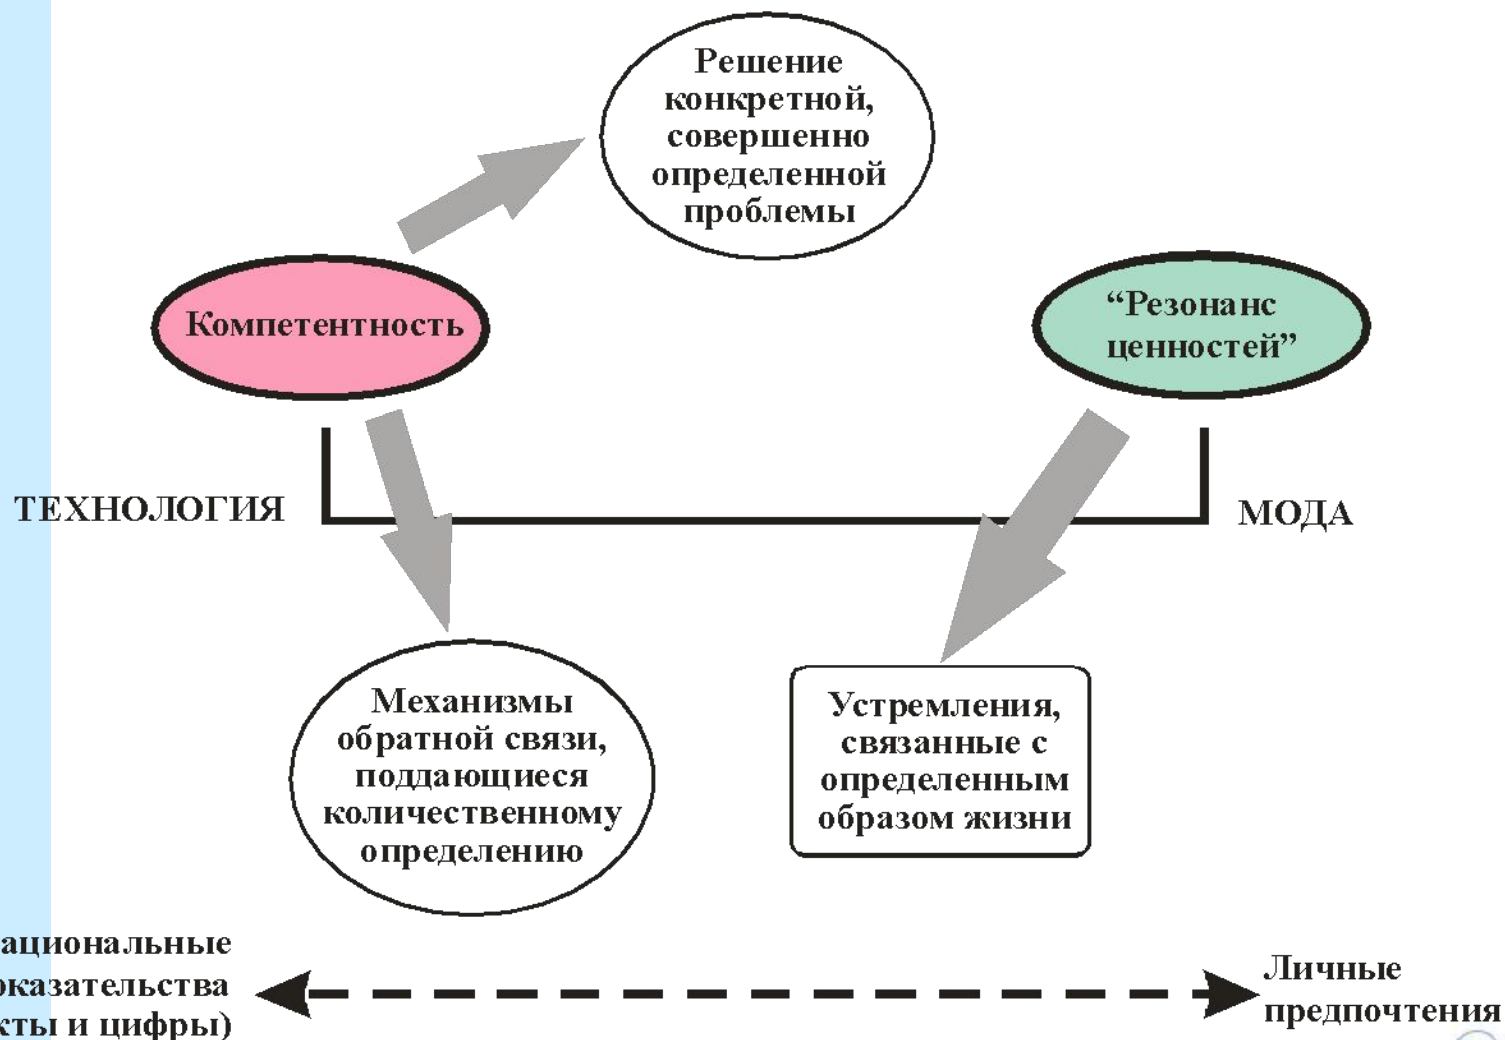 Решение
конкретной,
совершенно
определенной
проблемы
Компетентность
“Резонанс
ценностей”
ТЕХНОЛОГИЯ
МОДА
Механизмы
обратной связи,
поддающиеся
количественному
определению
Устремления,
связанные с
определенным
образом жизни
и цифры)
Личные
предпочтения